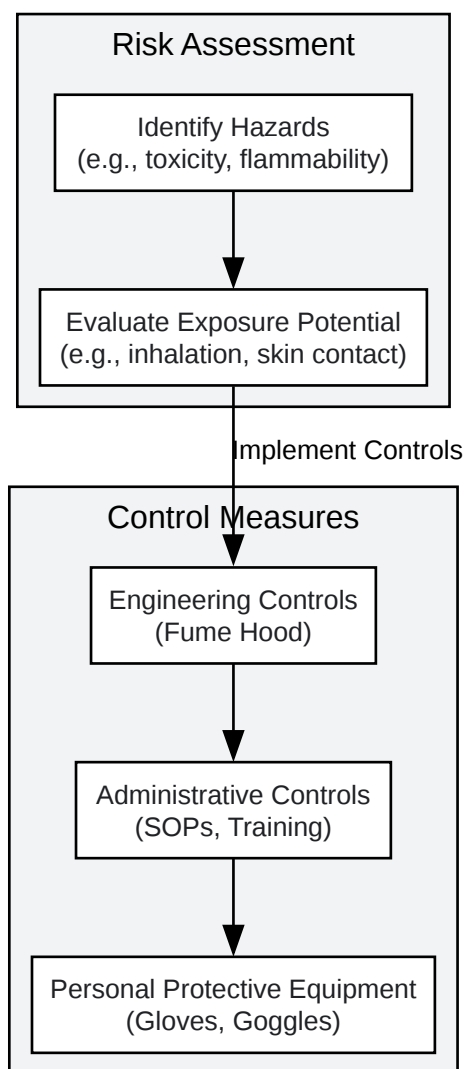 Risk Assessment
Identify Hazards
(e.g., toxicity, flammability)
Evaluate Exposure Potential
(e.g., inhalation, skin contact)
Implement Controls
Control Measures
Engineering Controls
(Fume Hood)
Administrative Controls
(SOPs, Training)
Personal Protective Equipment
(Gloves, Goggles)